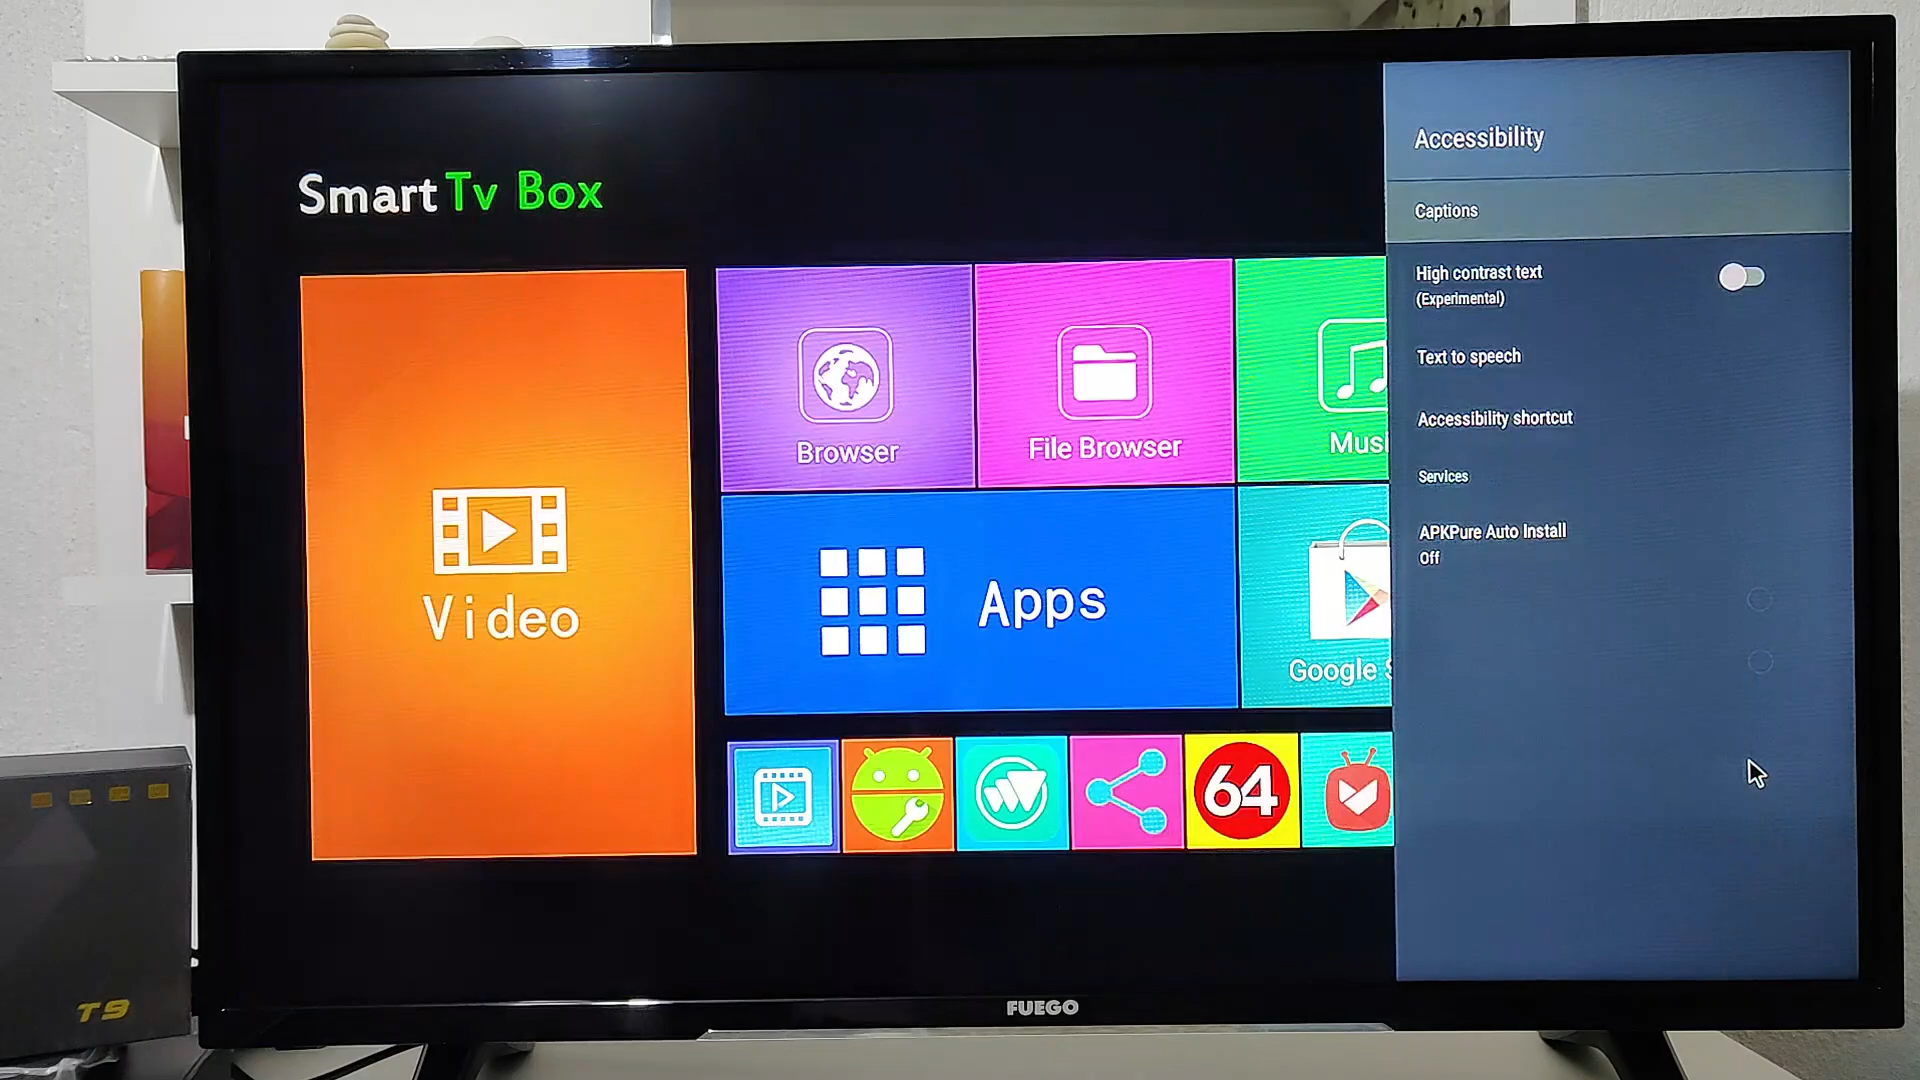 Smart Tv Box
Accessibility
Captions
High contrast text
(Experimental)
Text to speech
Accessibility shortcut
Services
APKPure Auto Install
Off
Browser
File Browser
Musi
Video
Apps
Google S
64
T9
FUEGO